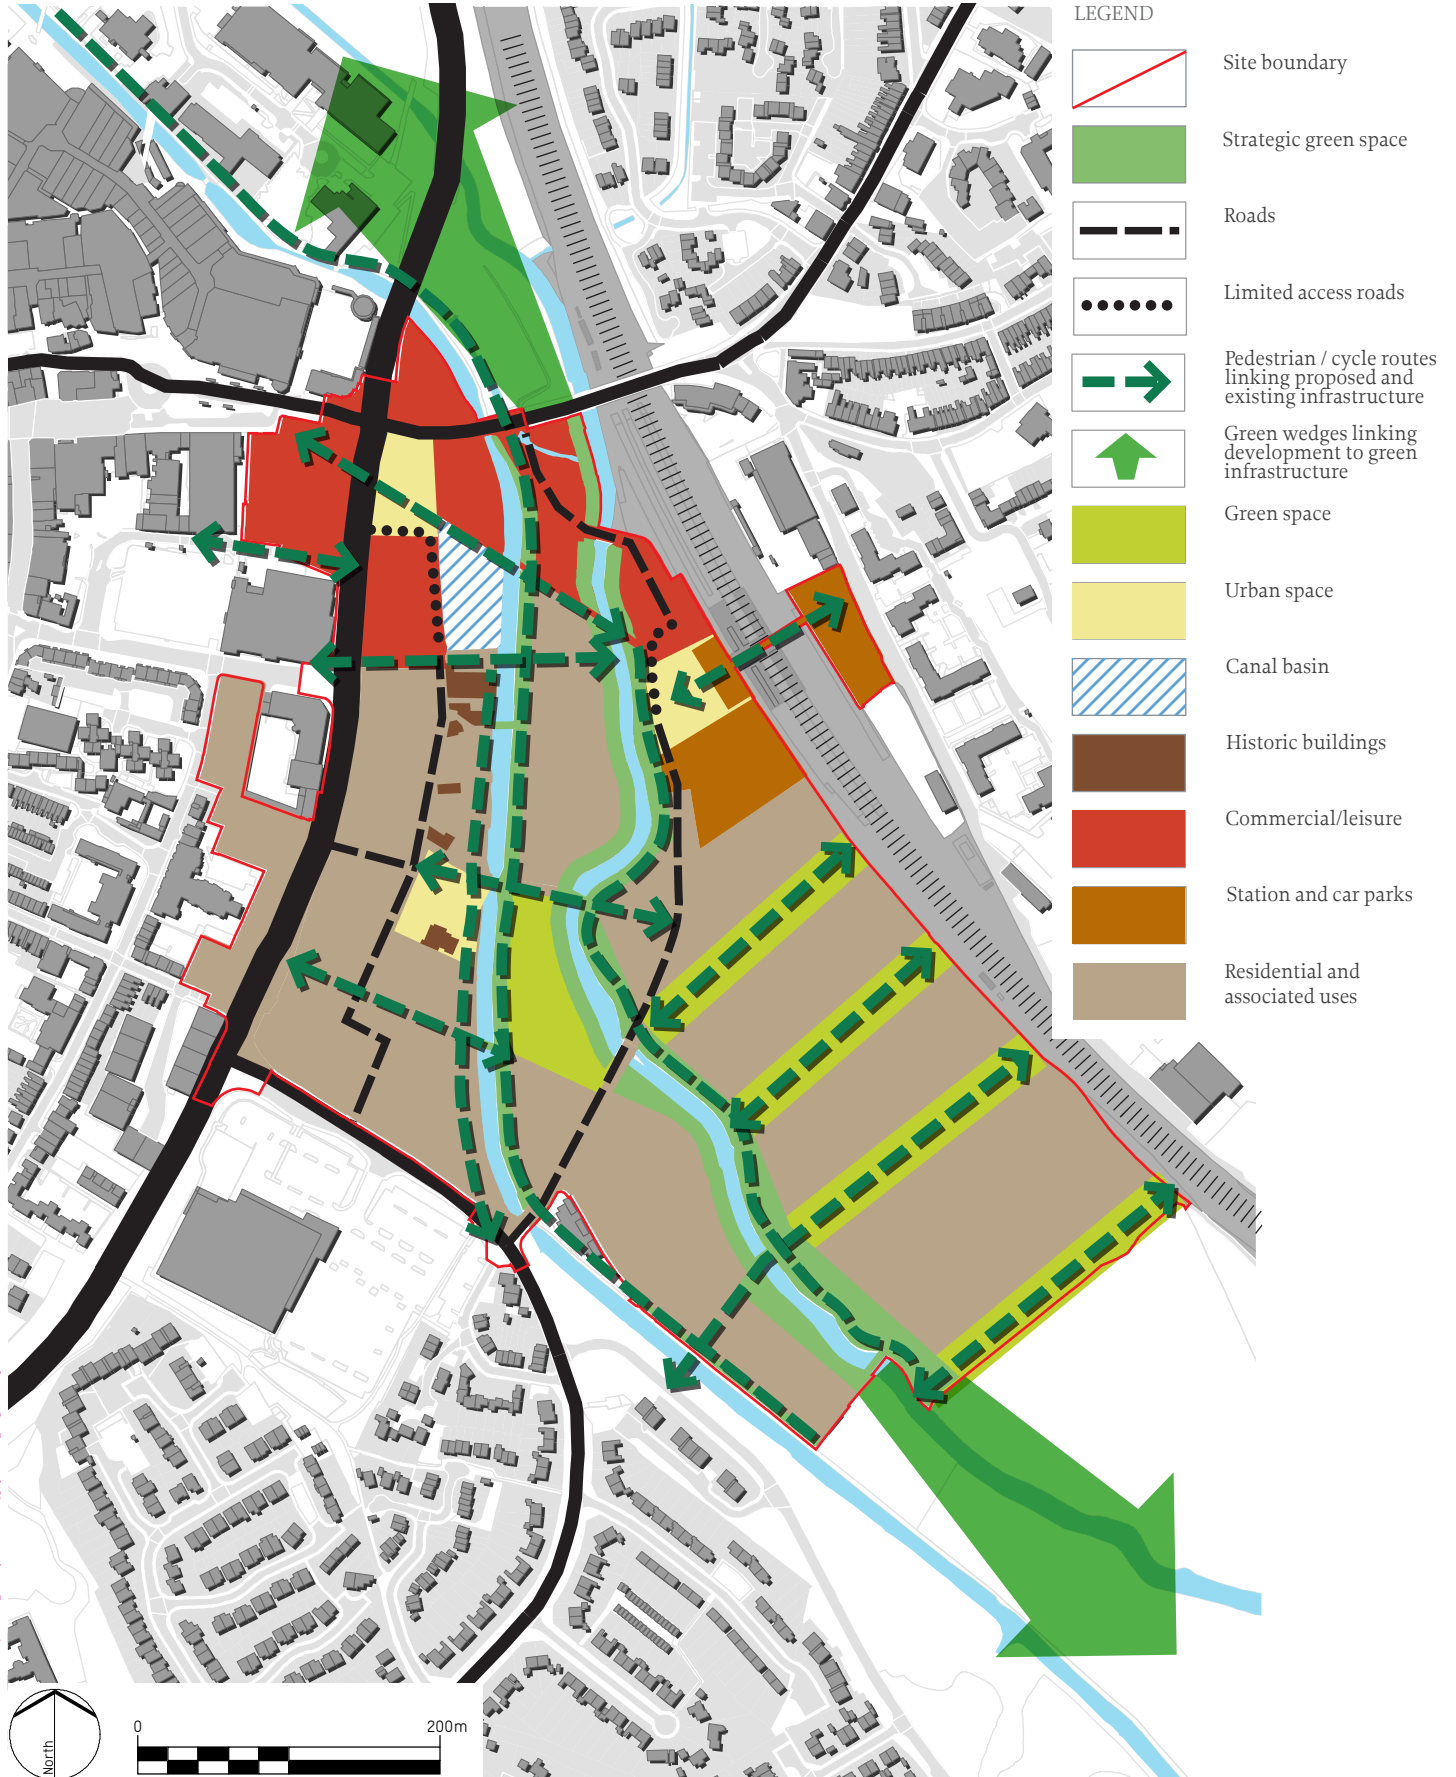 LEGEND
Site boundary
Strategic green space
Roads
Limited access roads
Pedestrian / cycle routes
linking proposed and
existing infrastructure
Green wedges linking
development to green
infrastructure
Green space
Urban space
Canal basin
Historic buildings
Commercial/leisure
Station and car parks
Residential and
associated uses
North
0
200m